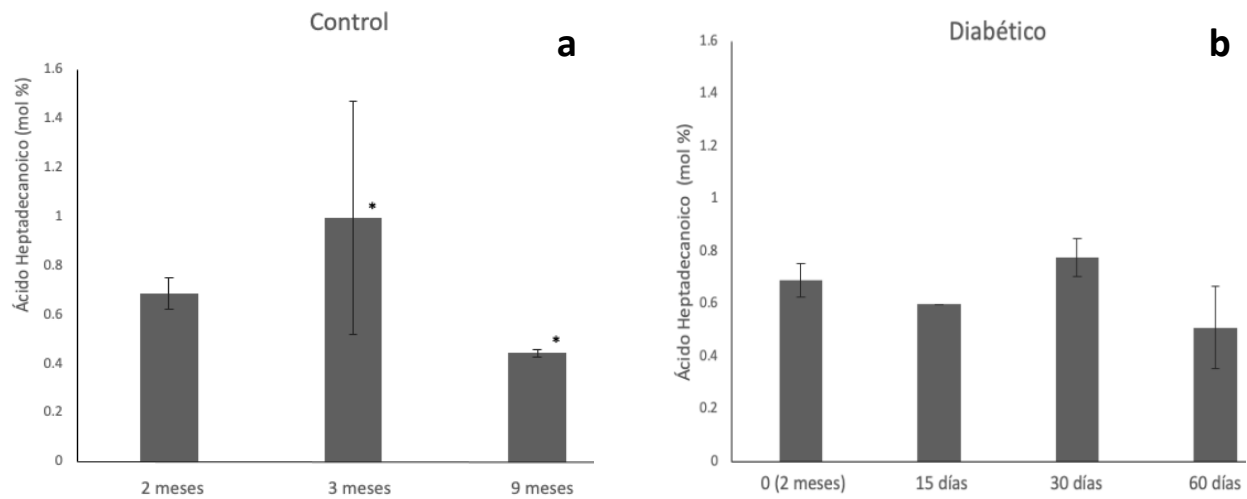 Control
a
Ácido Heptadecanoico (mol %)
1.6
1.4
1.2
1
0.8
0.6
0.4
0.2
0
*
*
2 meses
3 meses
9 meses
Diabético
b
Ácido Heptadecanoico (mol %)
1.6
1.4
1.2
1
0.8
0.6
0.4
0.2
0
0 (2 meses)
15 días
30 días
60 días